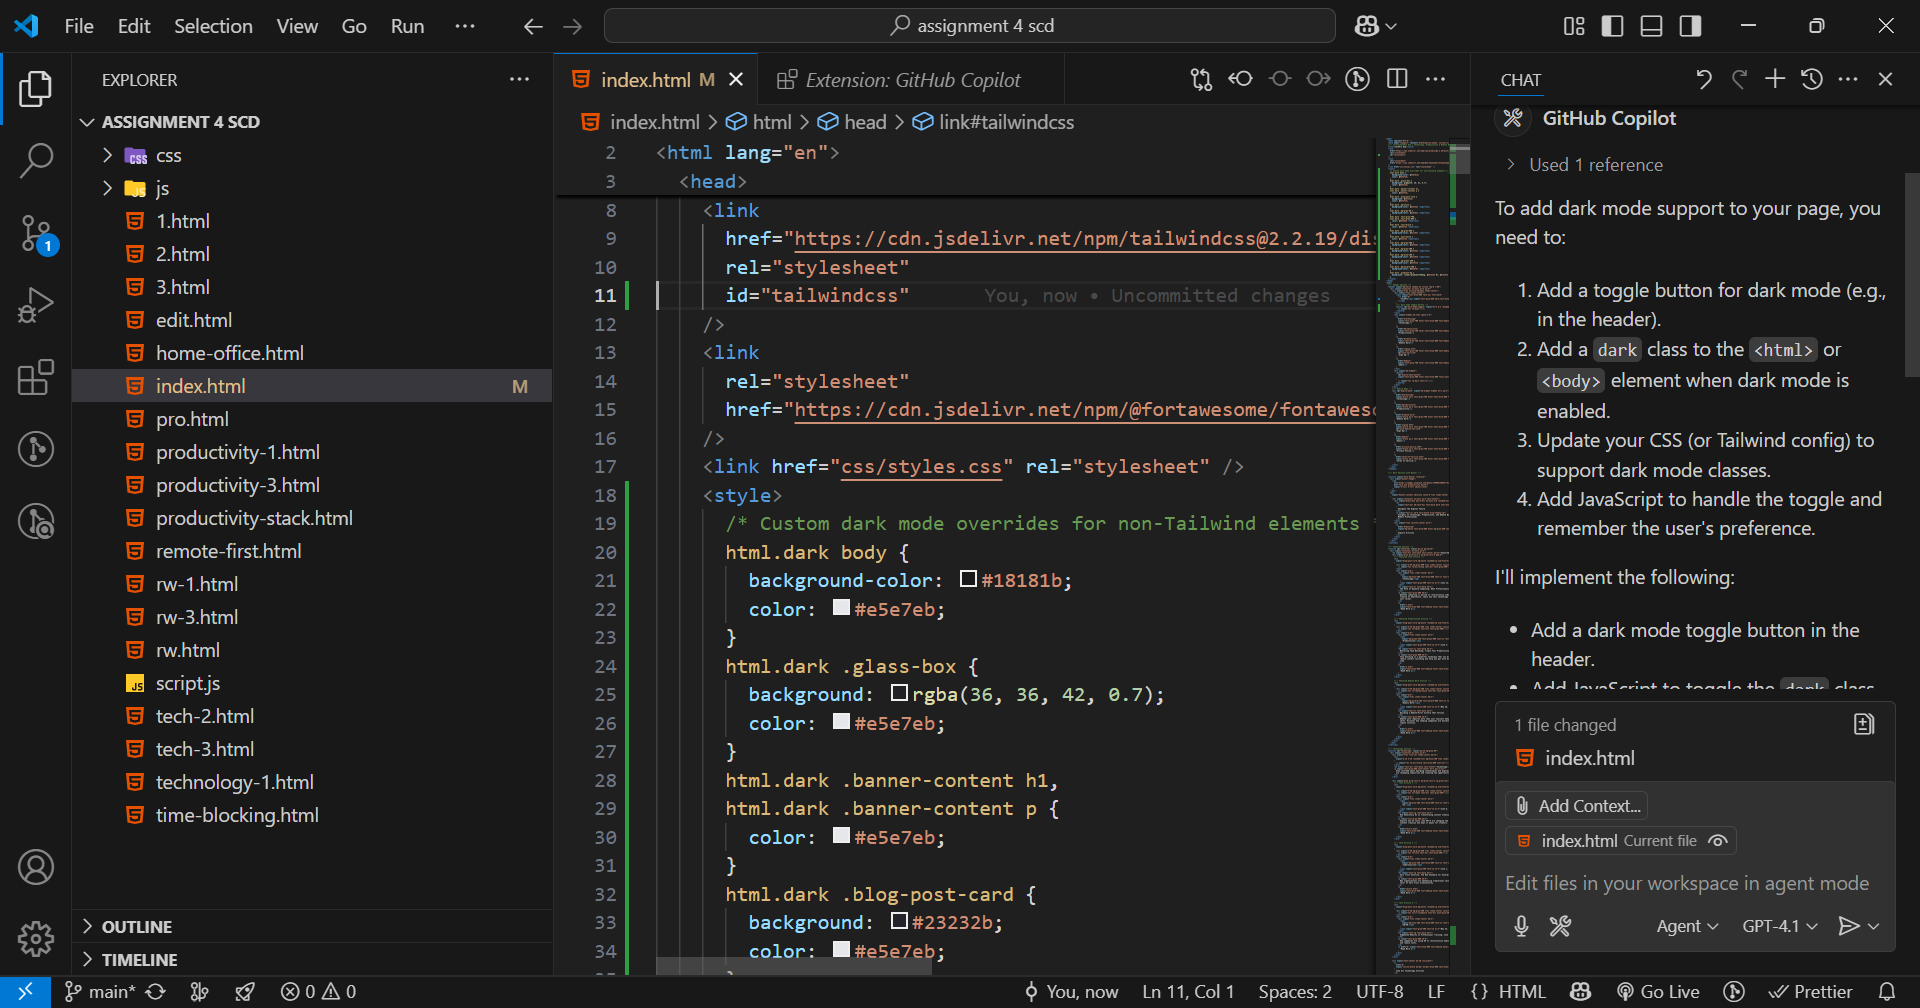 File Edit Selection View Go Run ···
assignment 4 scd
EXPLORER
ASSIGNMENT 4 SCD
css
js
1.html
2.html
3.html
edit.html
home-office.html
index.html M
pro.html
productivity-1.html
productivity-3.html
productivity-stack.html
remote-first.html
rw-1.html
rw-3.html
rw.html
script.js
tech-2.html
tech-3.html
technology-1.html
time-blocking.html
OUTLINE
TIMELINE
index.html M
Extension: GitHub Copilot
index.html > html > head > link#tailwindcss
2 <html lang="en">
3 <head>
8 <link
9 href="https://cdn.jsdelivr.net/npm/tailwindcss@2.2.19/dis
10 rel="stylesheet"
11 id="tailwindcss" You, now • Uncommitted changes
12 />
13 <link
14 rel="stylesheet"
15 href="https://cdn.jsdelivr.net/npm/@fortawesome/fontaweso
16 />
17 <link href="css/styles.css" rel="stylesheet" />
18 <style>
19 /* Custom dark mode overrides for non-Tailwind elements
20 html.dark body {
21 background-color: #18181b;
22 color: #e5e7eb;
23 }
24 html.dark .glass-box {
25 background: rgba(36, 36, 42, 0.7);
26 color: #e5e7eb;
27 }
28 html.dark .banner-content h1,
29 html.dark .banner-content p {
30 color: #e5e7eb;
31 }
32 html.dark .blog-post-card {
33 background: #23232b;
34 color: #e5e7eb;
CHAT
GitHub Copilot
Used 1 reference
To add dark mode support to your page, you
need to:
1. Add a toggle button for dark mode (e.g.,
in the header).
2. Add a dark class to the <html> or
<body> element when dark mode is
enabled.
3. Update your CSS (or Tailwind config) to
support dark mode classes.
4. Add JavaScript to handle the toggle and
remember the user's preference.
I'll implement the following:
• Add a dark mode toggle button in the
header.
• Add JavaScript to toggle the dark class
1 file changed
index.html
Add Context...
index.html Current file
Edit files in your workspace in agent mode
Agent GPT-4.1
1
main* 0 0 You, now Ln 11, Col 1 Spaces: 2 UTF-8 LF {} HTML Go Live Prettier